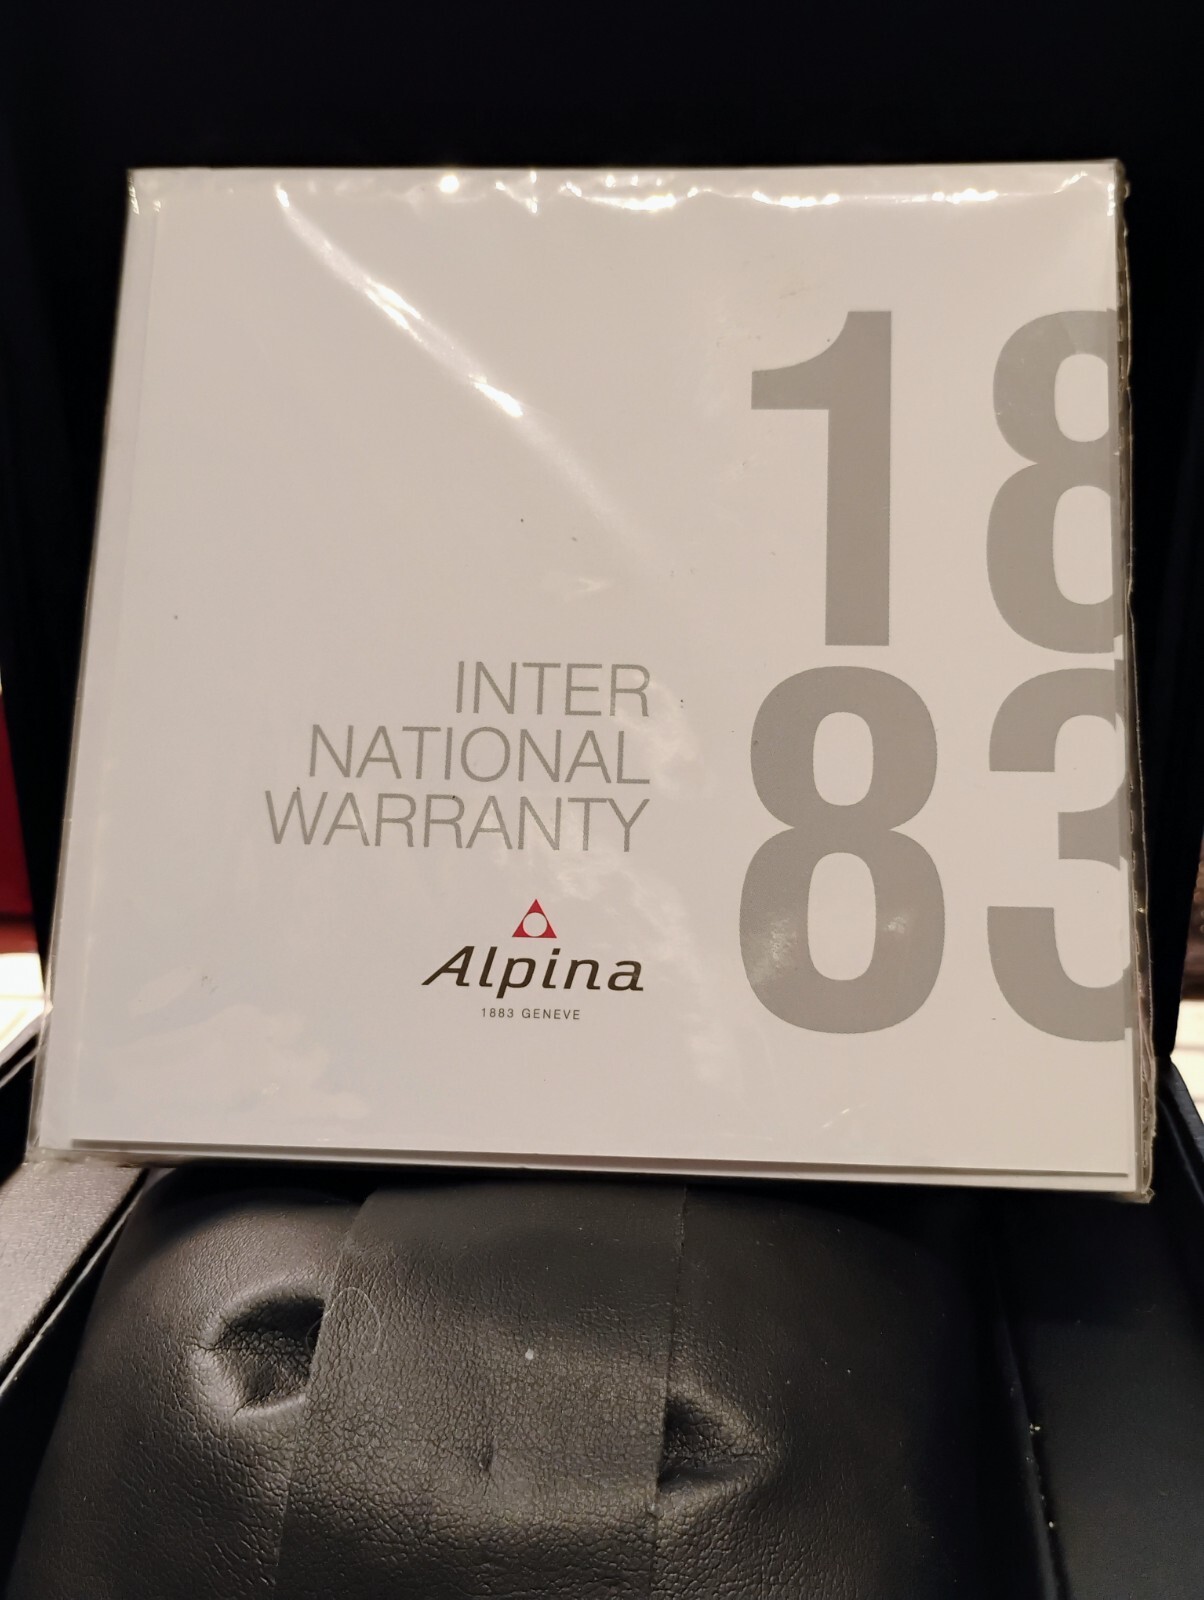 18
83
INTER
NATIONAL
WARRANTY
Alpina
1883 GENEVE